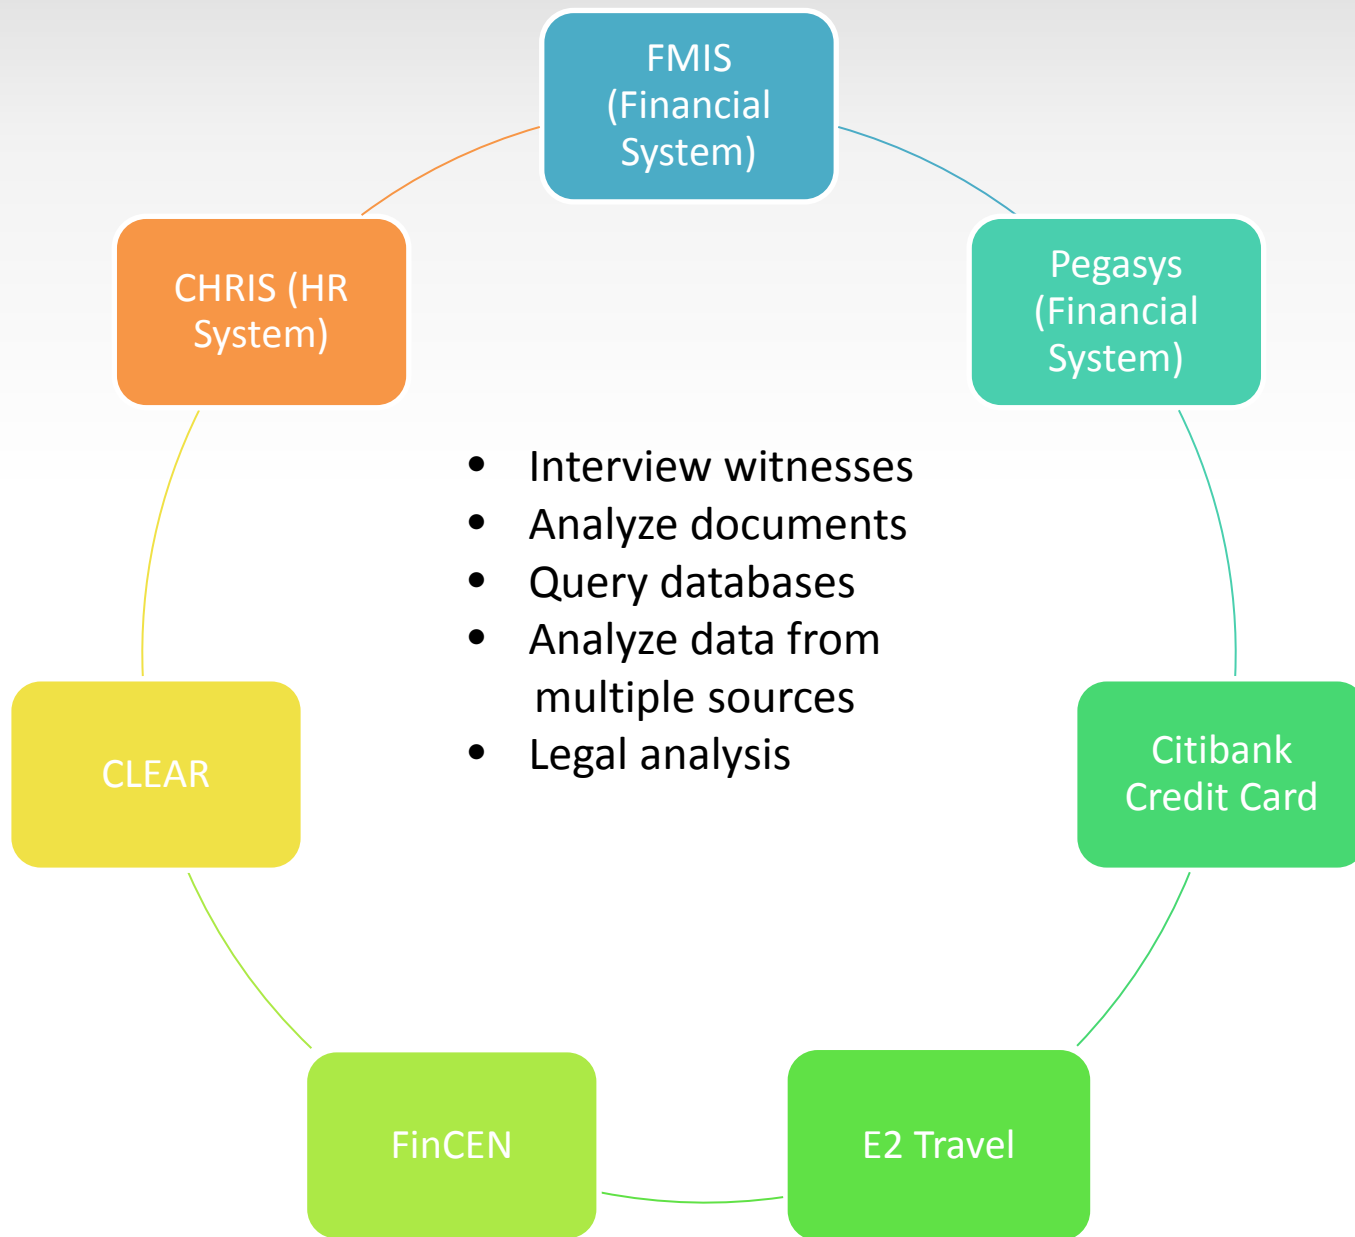 FMIS
(Financial
System)
Pegasys
(Financial
System)
Citibank
Credit Card
E2 Travel
FinCEN
CLEAR
CHRIS (HR
System)
• Interview witnesses
• Analyze documents
• Query databases
• Analyze data from
multiple sources
• Legal analysis